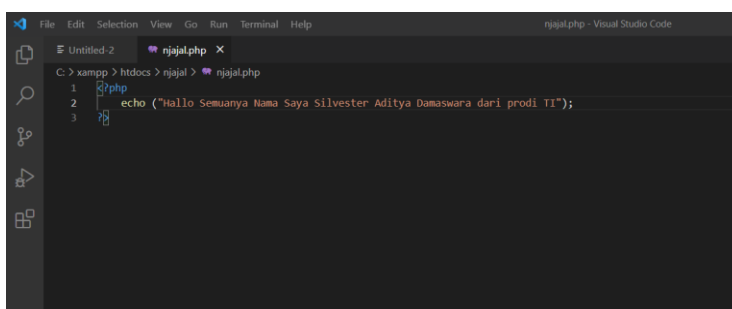 File Edit Selection View Go Run Terminal Help njajal.php - Visual Studio Code
Untitled-2 njajal.php
C: > xampp > htdocs > njajal > njajal.php
1 <?php
2 echo ("Hallo Semuanya Nama Saya Silvester Aditya Damaswara dari prodi TI");
3 ?>